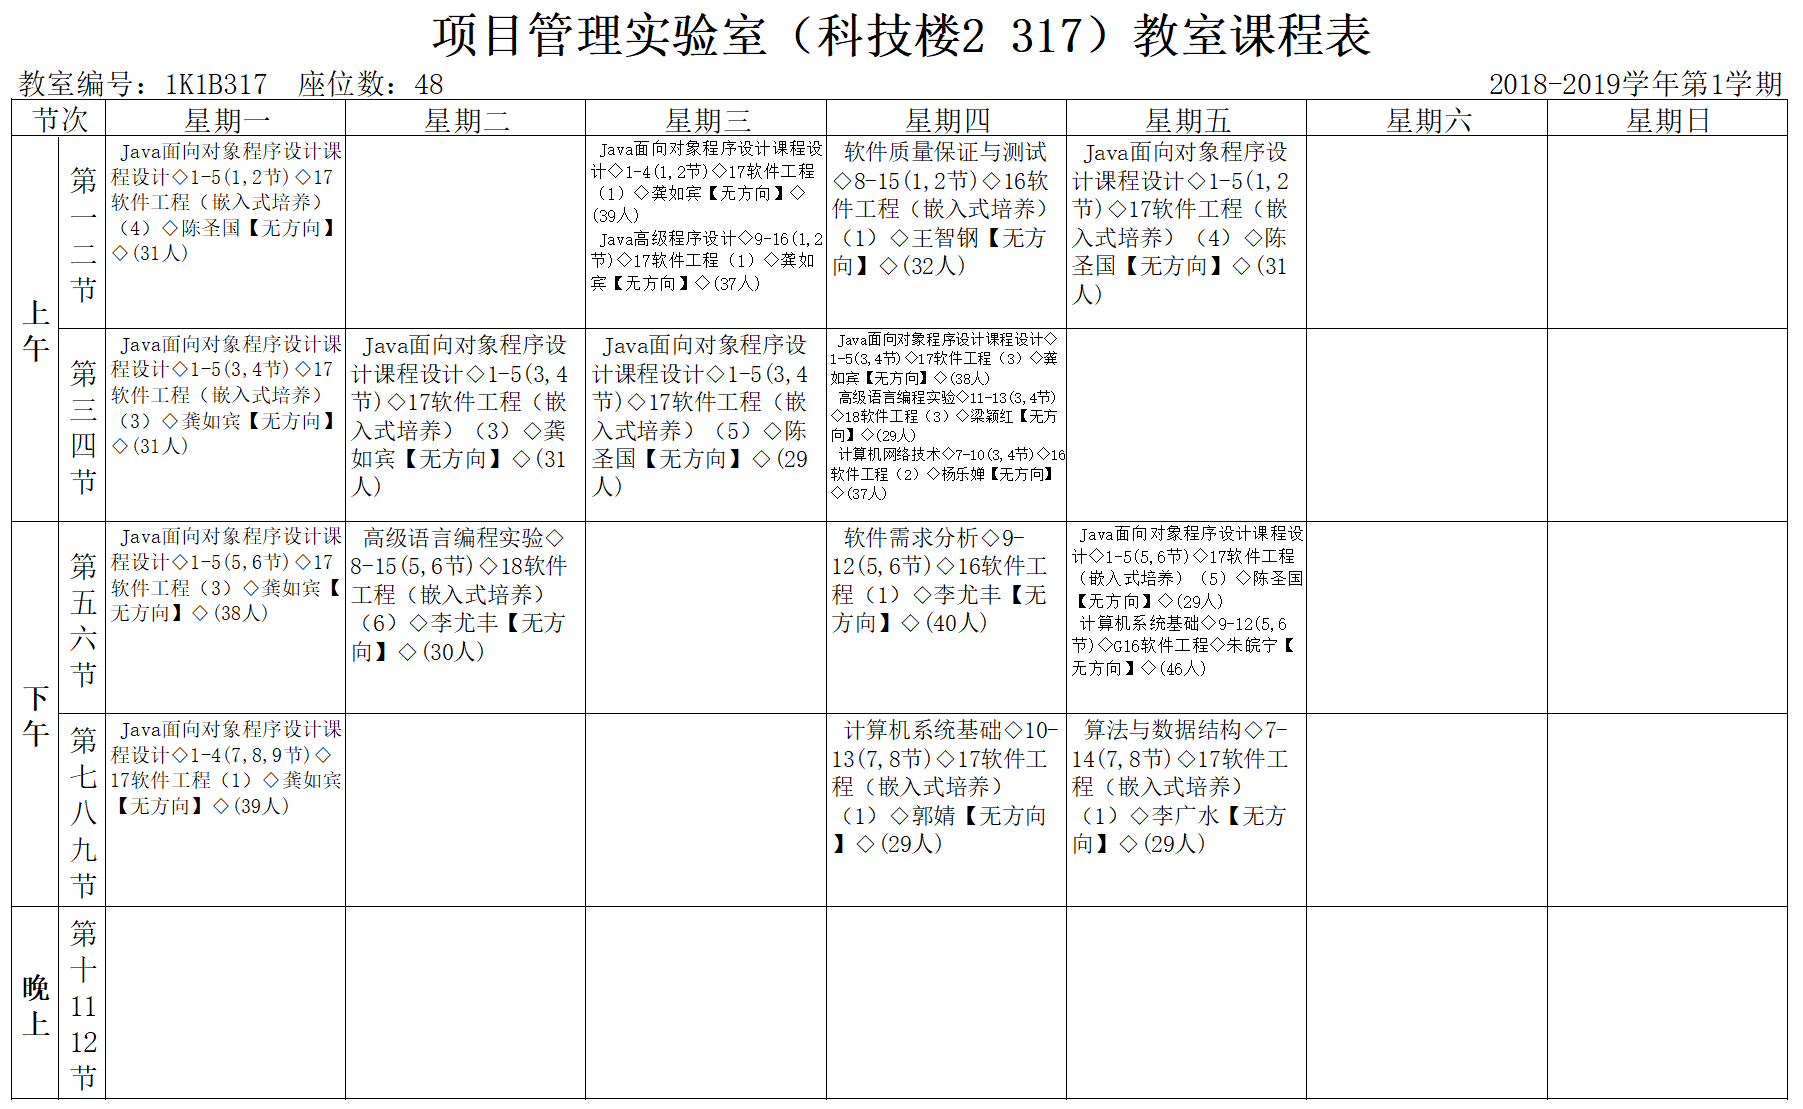 项目管理实验室（科技楼2 317）教室课程表
教室编号：1K1B317 座位数：48
2018-2019学年第1学期
节次 星期一 星期二 星期三 星期四 星期五 星期六 星期日
上午
第一二节
Java面向对象程序设计课
程设计◇1-5(1,2节)◇17
软件工程（嵌入式培养）
（4）◇陈圣国【无方向】
◇(31人)
Java面向对象程序设计课程设
计◇1-4(1,2节)◇17软件工程
（1）◇龚如宾【无方向】◇
(39人)
Java高级程序设计◇9-16(1,2
节)◇17软件工程（1）◇龚如
宾【无方向】◇(37人)
软件质量保证与测试
◇8-15(1,2节)◇16软
件工程（嵌入式培养）
（1）◇王智钢【无方
向】◇(32人)
Java面向对象程序设
计课程设计◇1-5(1,2
节)◇17软件工程（嵌
入式培养）（4）◇陈
圣国【无方向】◇(31
人)
第三四节
Java面向对象程序设计课
程设计◇1-5(3,4节)◇17
软件工程（嵌入式培养）
（3）◇龚如宾【无方向】
◇(31人)
Java面向对象程序设
计课程设计◇1-5(3,4
节)◇17软件工程（嵌
入式培养）（3）◇龚
如宾【无方向】◇(31
人)
Java面向对象程序设
计课程设计◇1-5(3,4
节)◇17软件工程（嵌
入式培养）（5）◇陈
圣国【无方向】◇(29
人)
Java面向对象程序设计课程设计◇
1-5(3,4节)◇17软件工程（3）◇龚
如宾【无方向】◇(38人)
高级语言编程实验◇11-13(3,4节)
◇18软件工程（3）◇梁颖红【无方
向】◇(29人)
计算机网络技术◇7-10(3,4节)◇16
软件工程（2）◇杨乐婵【无方向】
◇(37人)
下午
第五六节
Java面向对象程序设计课
程设计◇1-5(5,6节)◇17
软件工程（3）◇龚如宾【
无方向】◇(38人)
高级语言编程实验◇
8-15(5,6节)◇18软件
工程（嵌入式培养）
（6）◇李尤丰【无方
向】◇(30人)
软件需求分析◇9-
12(5,6节)◇16软件工
程（1）◇李尤丰【无
方向】◇(40人)
Java面向对象程序设计课程设
计◇1-5(5,6节)◇17软件工程
（嵌入式培养）（5）◇陈圣国
【无方向】◇(29人)
计算机系统基础◇9-12(5,6
节)◇G16软件工程◇朱皖宁【
无方向】◇(46人)
第七八九节
Java面向对象程序设计课
程设计◇1-4(7,8,9节)◇
17软件工程（1）◇龚如宾
【无方向】◇(39人)
计算机系统基础◇10-
13(7,8节)◇17软件工
程（嵌入式培养）
（1）◇郭婧【无方向
】◇(29人)
算法与数据结构◇7-
14(7,8节)◇17软件工
程（嵌入式培养）
（1）◇李广水【无方
向】◇(29人)
晚上
第十1112节